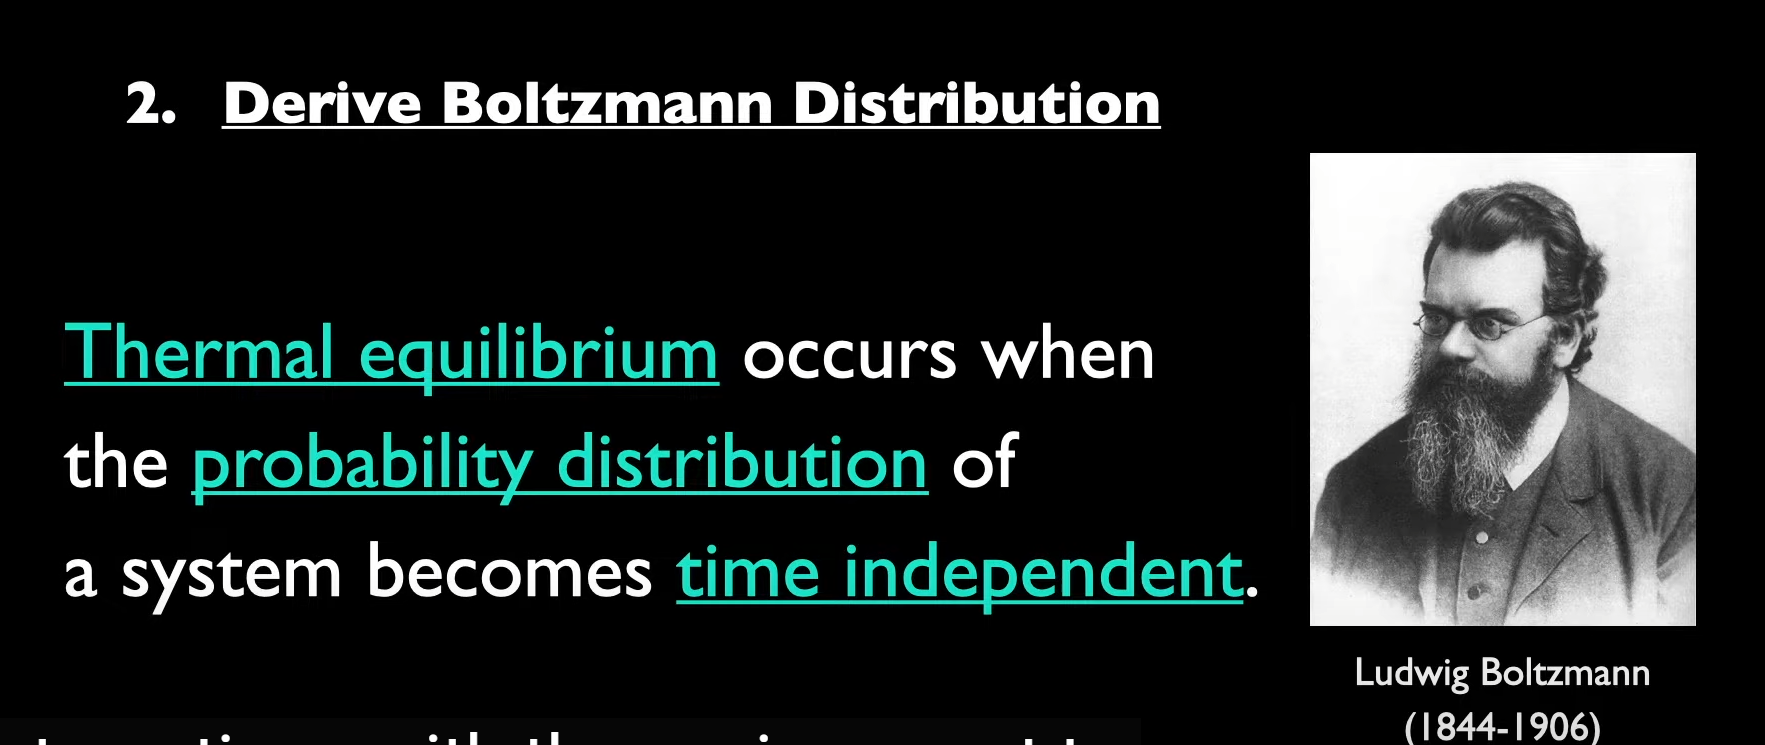 2. Derive Boltzmann Distribution
Thermal equilibrium occurs when
the probability distribution of
a system becomes time independent.
Ludwig Boltzmann
(1844-1906)